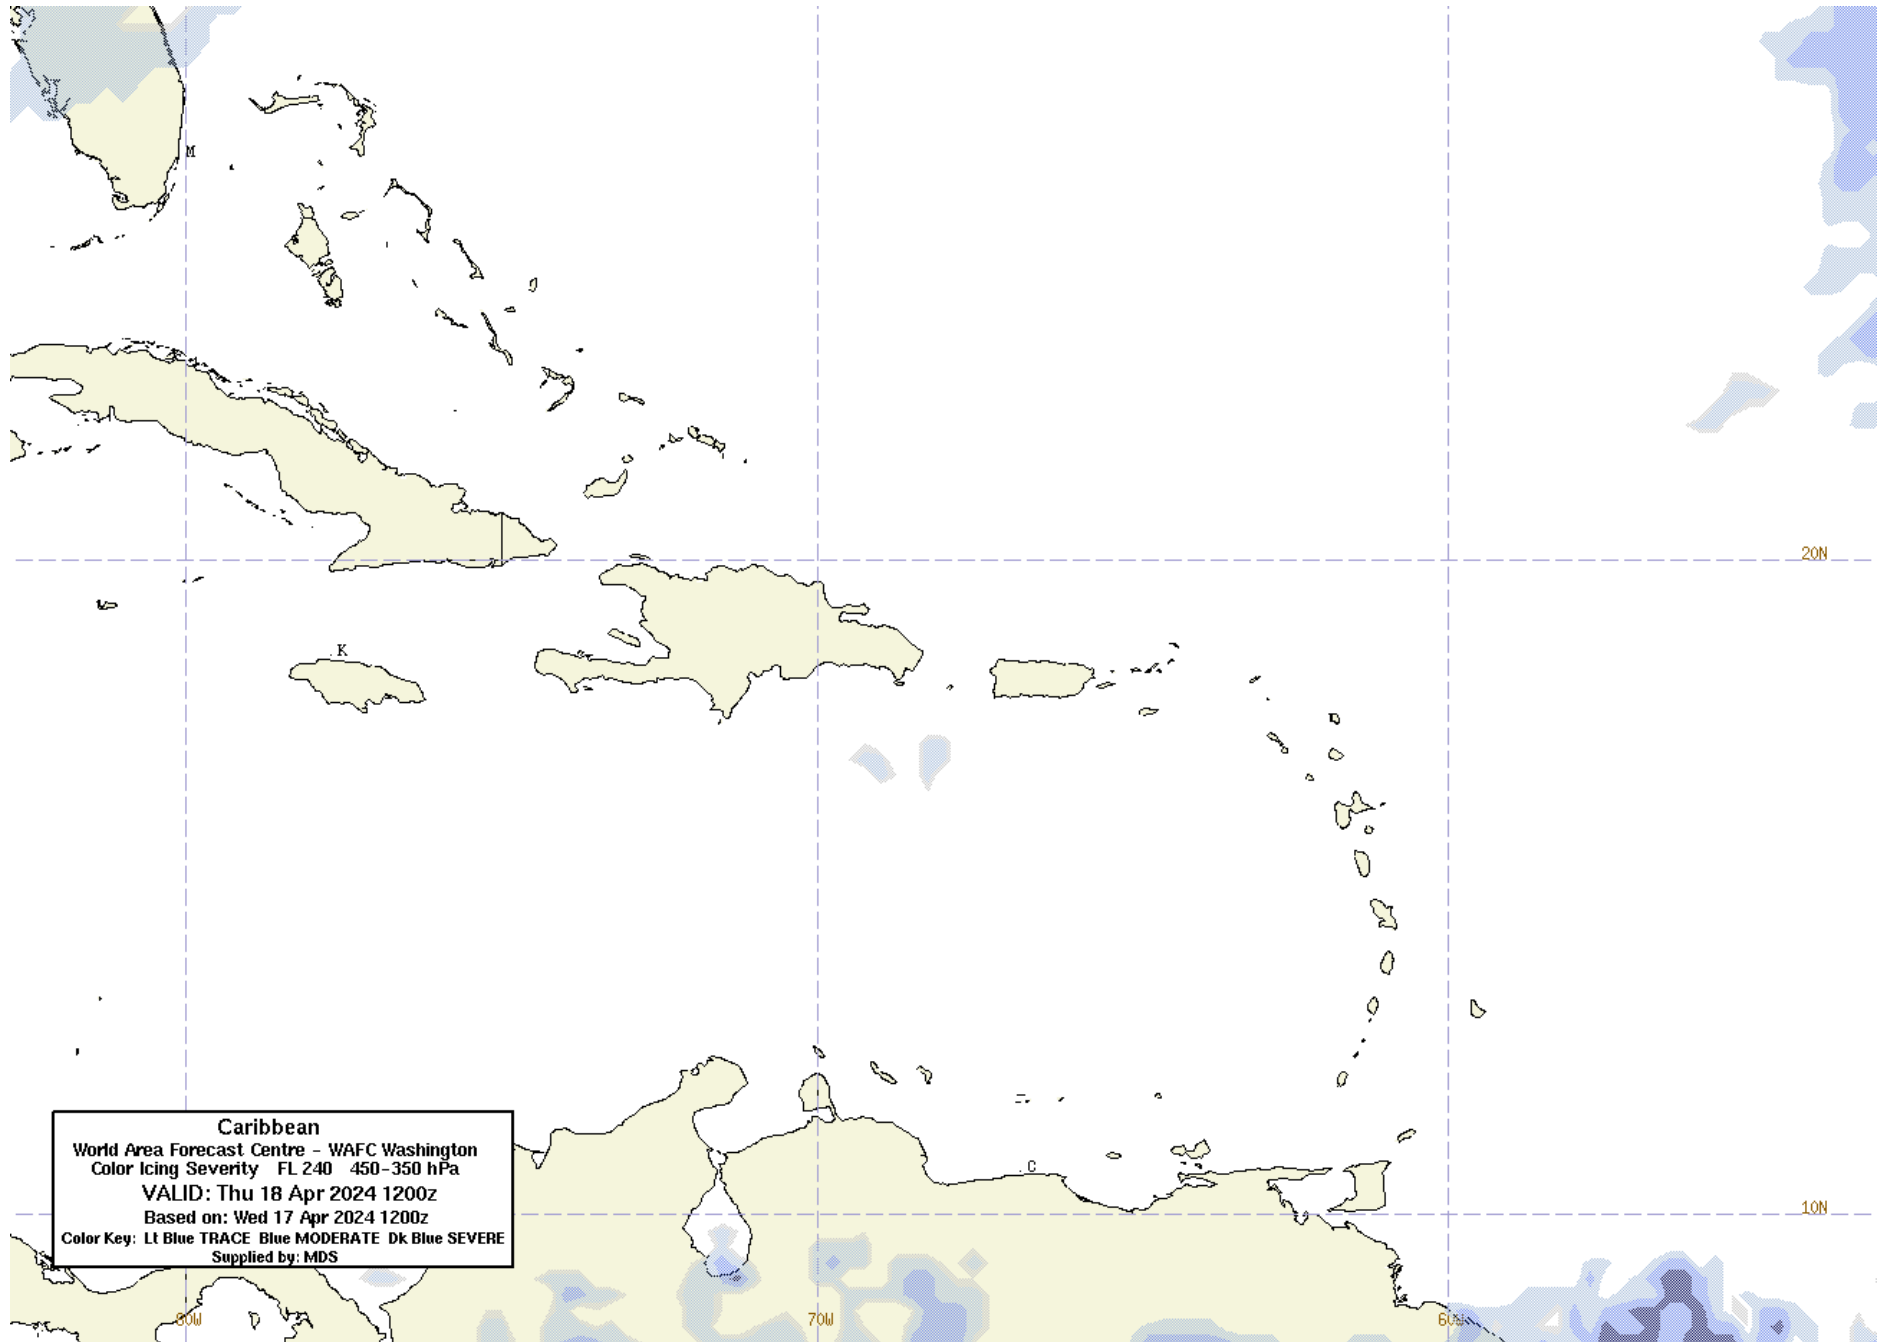 M
20N
K
C
10N
Caribbean
World Area Forecast Centre - WAFC Washington
Color Icing Severity FL 240 450-350 hPa
VALID: Thu 18 Apr 2024 1200z
Based on: Wed 17 Apr 2024 1200z
Color Key: Lt Blue TRACE Blue MODERATE Dk Blue SEVERE
Supplied by: MDS
80W
70W
60W